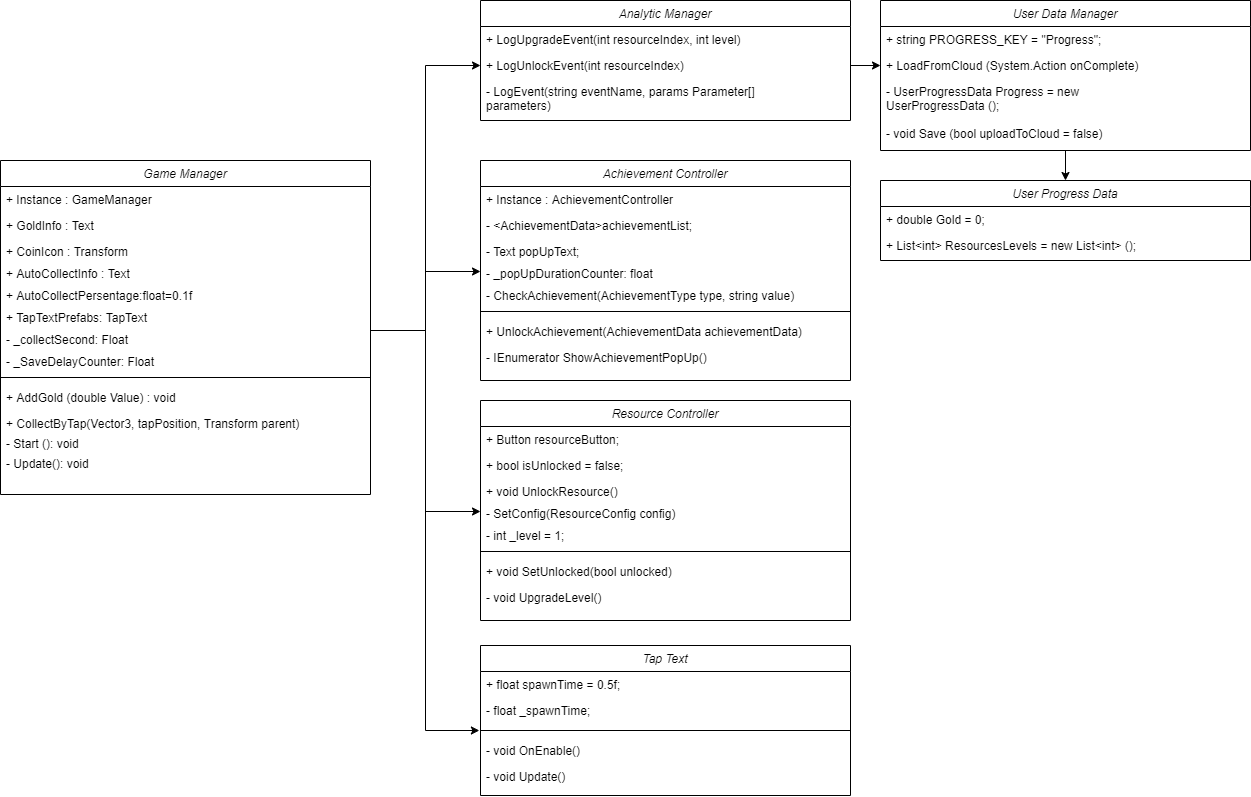 Analytic Manager
+ LogUpgradeEvent(int resourceIndex, int level)
+ LogUnlockEvent(int resourceIndex)
- LogEvent(string eventName, params Parameter[]
parameters)
User Data Manager
+ string PROGRESS_KEY = "Progress";
+ LoadFromCloud (System.Action onComplete)
- UserProgressData Progress = new
UserProgressData ();
- void Save (bool uploadToCloud = false)
Game Manager
+ Instance : GameManager
+ GoldInfo : Text
+ CoinIcon : Transform
+ AutoCollectInfo : Text
+ AutoCollectPersentage:float=0.1f
+ TapTextPrefabs: TapText
- _collectSecond: Float
- _SaveDelayCounter: Float
+ AddGold (double Value) : void
+ CollectByTap(Vector3, tapPosition, Transform parent)
- Start (): void
- Update(): void
Achievement Controller
+ Instance : AchievementController
- <AchievementData>achievementList;
- Text popUpText;
- _popUpDurationCounter: float
- CheckAchievement(AchievementType type, string value)
+ UnlockAchievement(AchievementData achievementData)
- IEnumerator ShowAchievementPopUp()
User Progress Data
+ double Gold = 0;
+ List<int> ResourcesLevels = new List<int> ();
Resource Controller
+ Button resourceButton;
+ bool isUnlocked = false;
+ void UnlockResource()
- SetConfig(ResourceConfig config)
- int _level = 1;
+ void SetUnlocked(bool unlocked)
- void UpgradeLevel()
Tap Text
+ float spawnTime = 0.5f;
- float _spawnTime;
- void OnEnable()
- void Update()